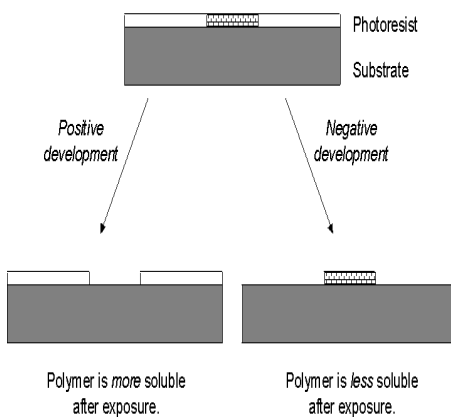 Photoresist
Substrate
Positive
development
Negative
development
Polymer is more soluble
after exposure.
Polymer is less soluble
after exposure.